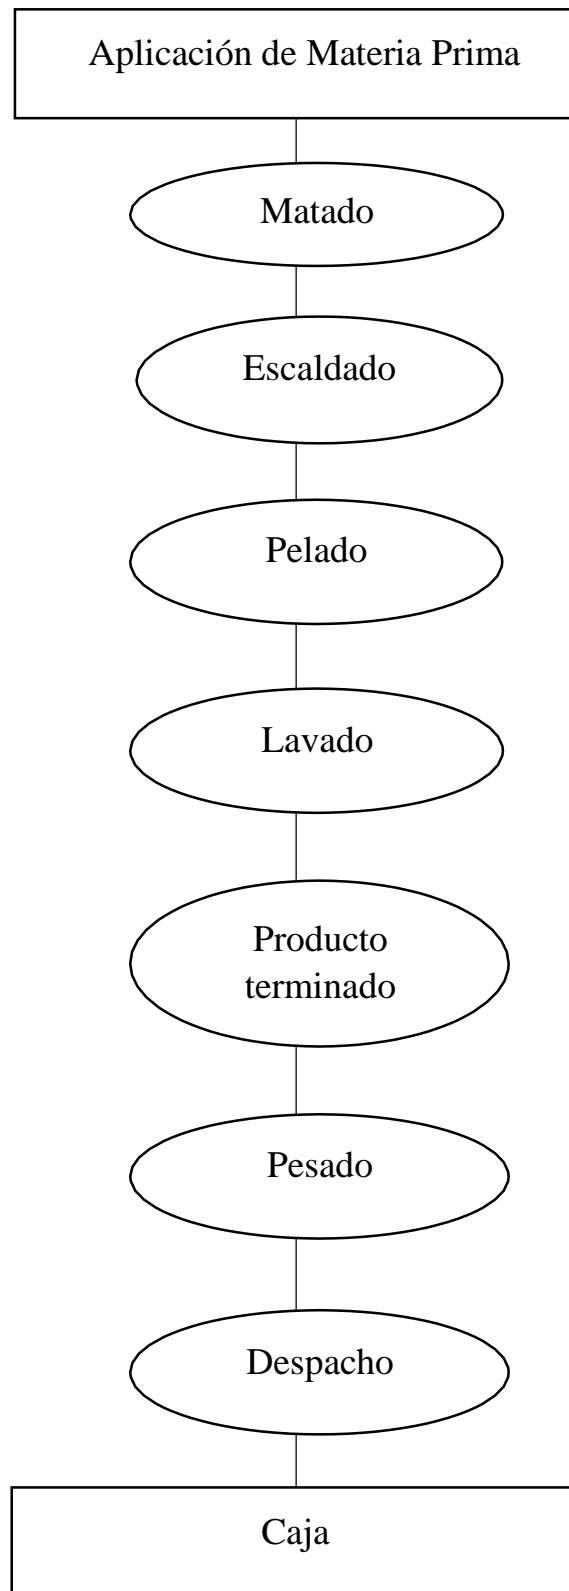 Aplicación de Materia Prima
Matado
Escaldado
Pelado
Lavado
Producto
terminado
Pesado
Despacho
Caja